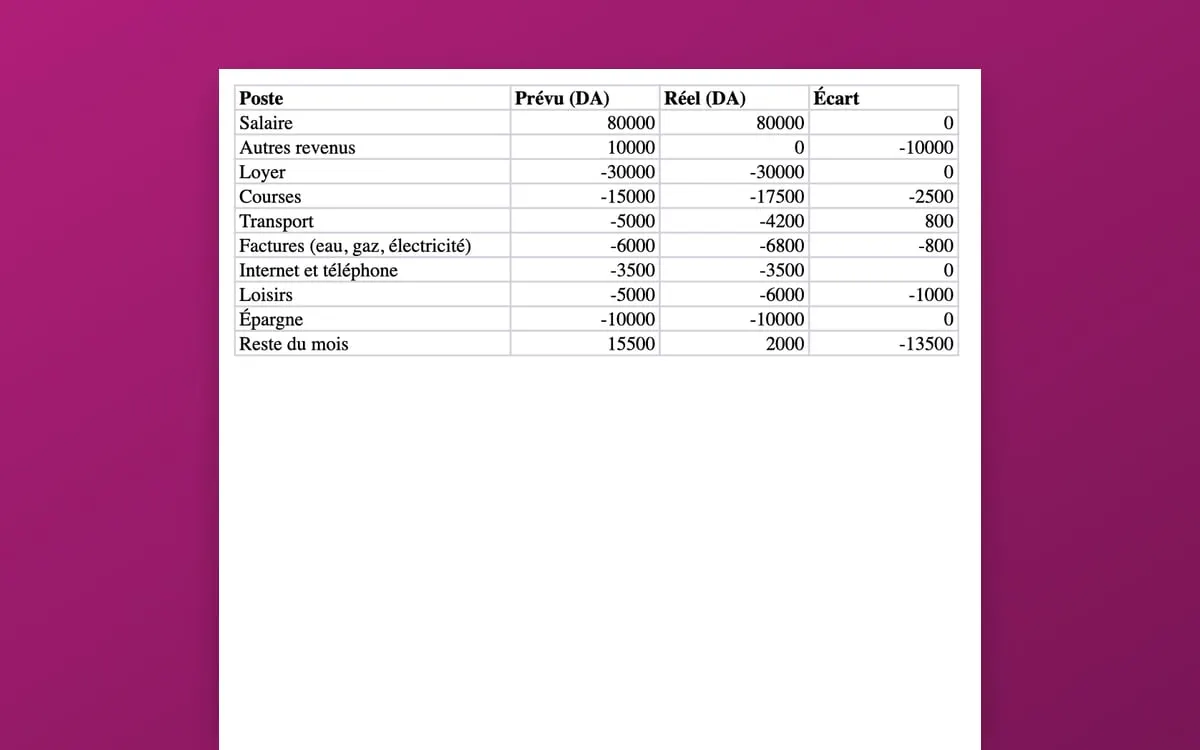 Poste Prévu (DA) Réel (DA) Écart
Salaire 80000 80000 0
Autres revenus 10000 0 -10000
Loyer -30000 -30000 0
Courses -15000 -17500 -2500
Transport -5000 -4200 800
Factures (eau, gaz, électricité) -6000 -6800 -800
Internet et téléphone -3500 -3500 0
Loisirs -5000 -6000 -1000
Épargne -10000 -10000 0
Reste du mois 15500 2000 -13500